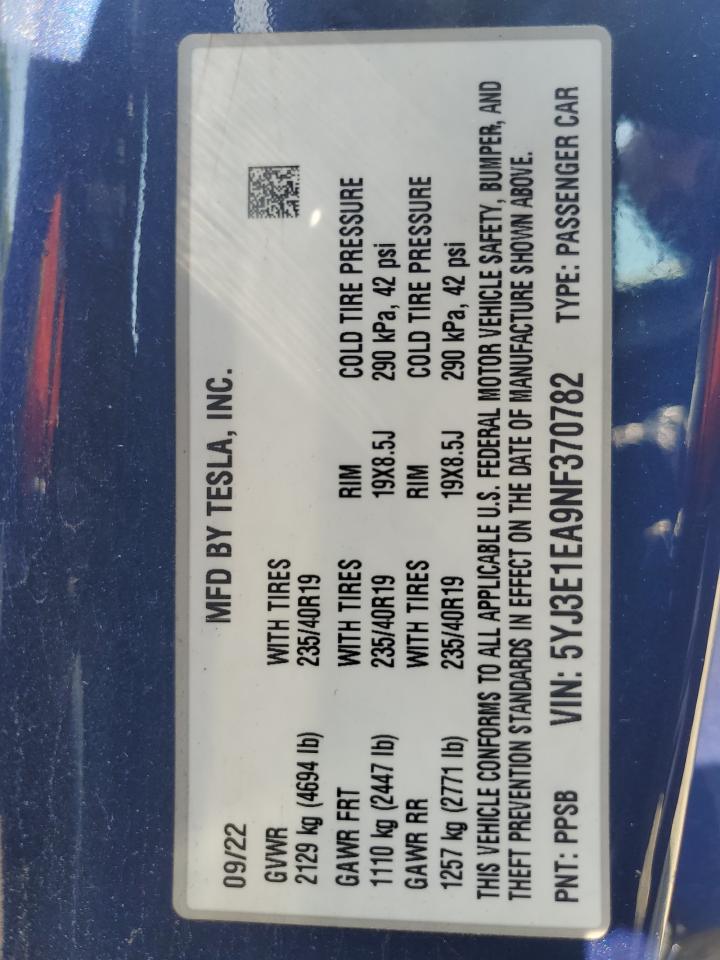 09/22 MFD BY TESLA, INC.
GVWR WITH TIRES
2129 kg (4694 lb) 235/40R19
GAWR FRT WITH TIRES RIM COLD TIRE PRESSURE
1110 kg (2447 lb) 235/40R19 19X8.5J 290 kPa, 42 psi
GAWR RR WITH TIRES RIM COLD TIRE PRESSURE
1257 kg (2771 lb) 235/40R19 19X8.5J 290 kPa, 42 psi
THIS VEHICLE CONFORMS TO ALL APPLICABLE U.S. FEDERAL MOTOR VEHICLE SAFETY, BUMPER, AND
THEFT PREVENTION STANDARDS IN EFFECT ON THE DATE OF MANUFACTURE SHOWN ABOVE.
PNT: PPSB VIN: 5YJ3E1EA9NF370782 TYPE: PASSENGER CAR